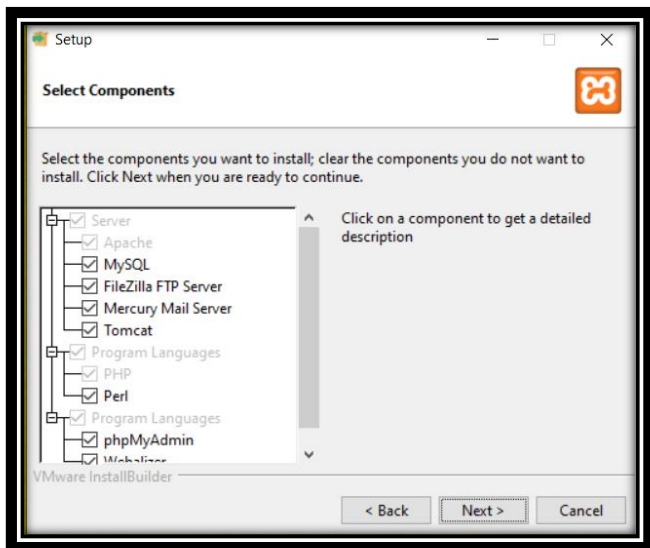 Setup
Select Components
Select the components you want to install; clear the components you do not want to
install. Click Next when you are ready to continue.
Server
Apache
MySQL
FileZilla FTP Server
Mercury Mail Server
Tomcat
Program Languages
PHP
Perl
Program Languages
phpMyAdmin
Webalizer
Click on a component to get a detailed
description
VMware InstallBuilder
< Back
Next >
Cancel